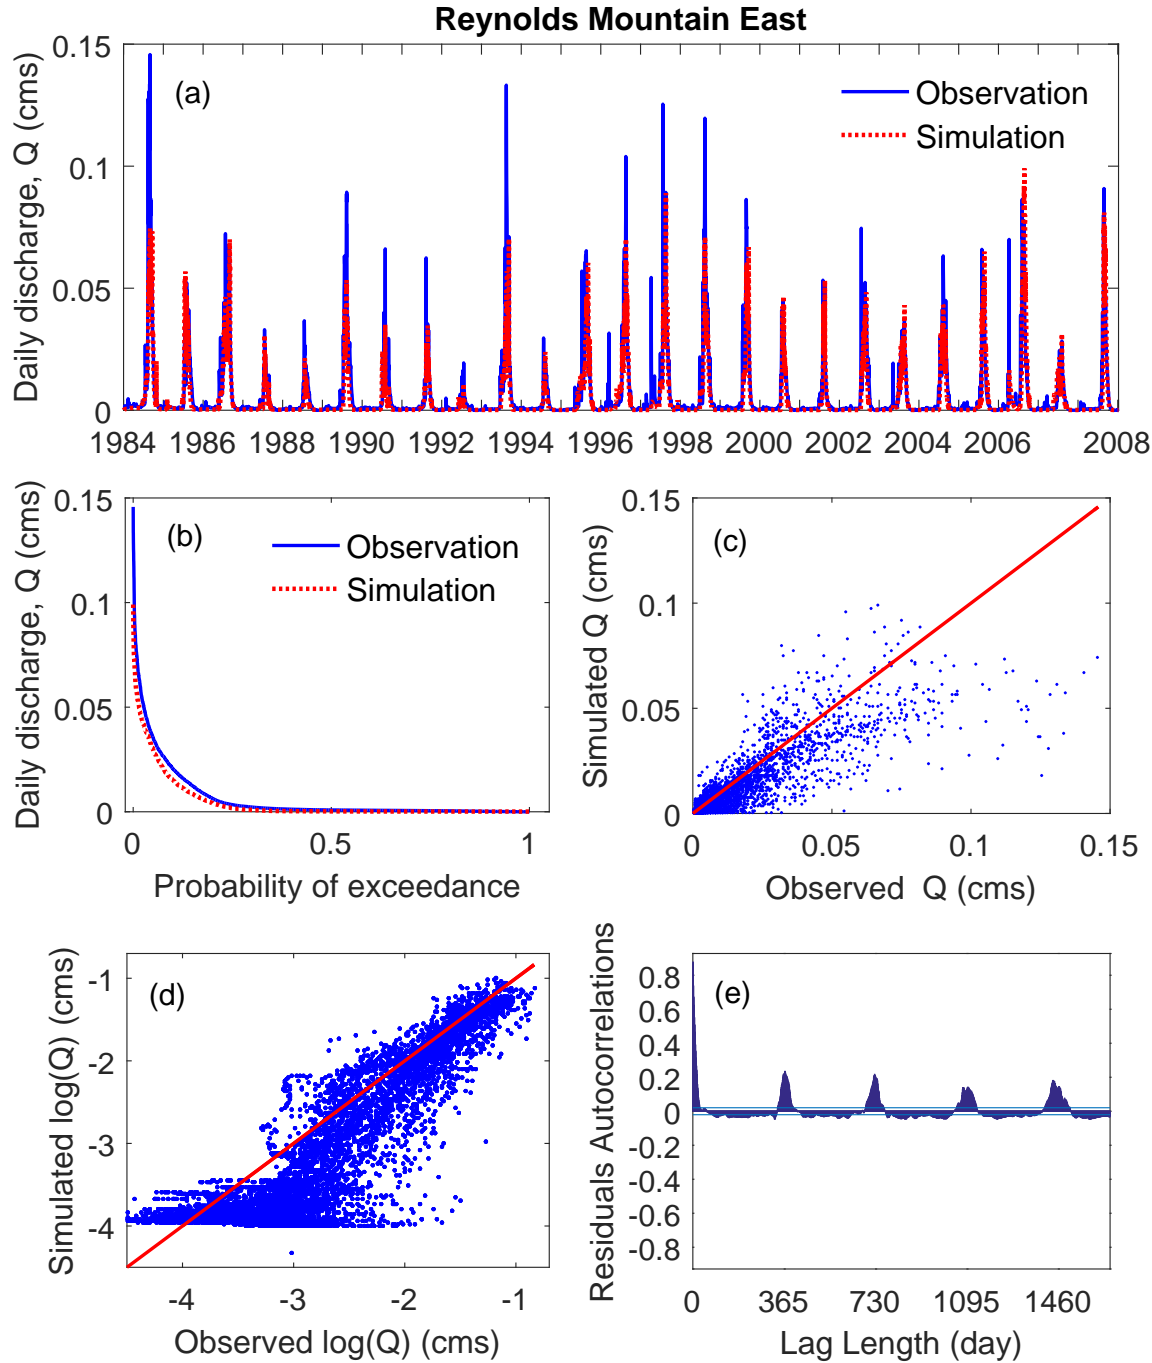 Reynolds Mountain East
Daily discharge, Q (cms)
0.15
0.1
0.05
0
(a)
Observation
Simulation
1984 1986 1988 1990 1992 1994 1996 1998 2000 2002 2004 2006 2008
Daily discharge, Q (cms)
0.15
0.1
0.05
0
(b)
Observation
Simulation
0 0.5 1
Probability of exceedance
Simulated Q (cms)
0.15
0.1
0.05
0
(c)
0 0.05 0.1 0.15
Observed Q (cms)
Simulated log(Q) (cms)
-1
-2
-3
-4
(d)
-4 -3 -2 -1
Observed log(Q) (cms)
Residuals Autocorrelations
0.8
0.6
0.4
0.2
0
-0.2
-0.4
-0.6
-0.8
(e)
0 365 730 1095 1460
Lag Length (day)